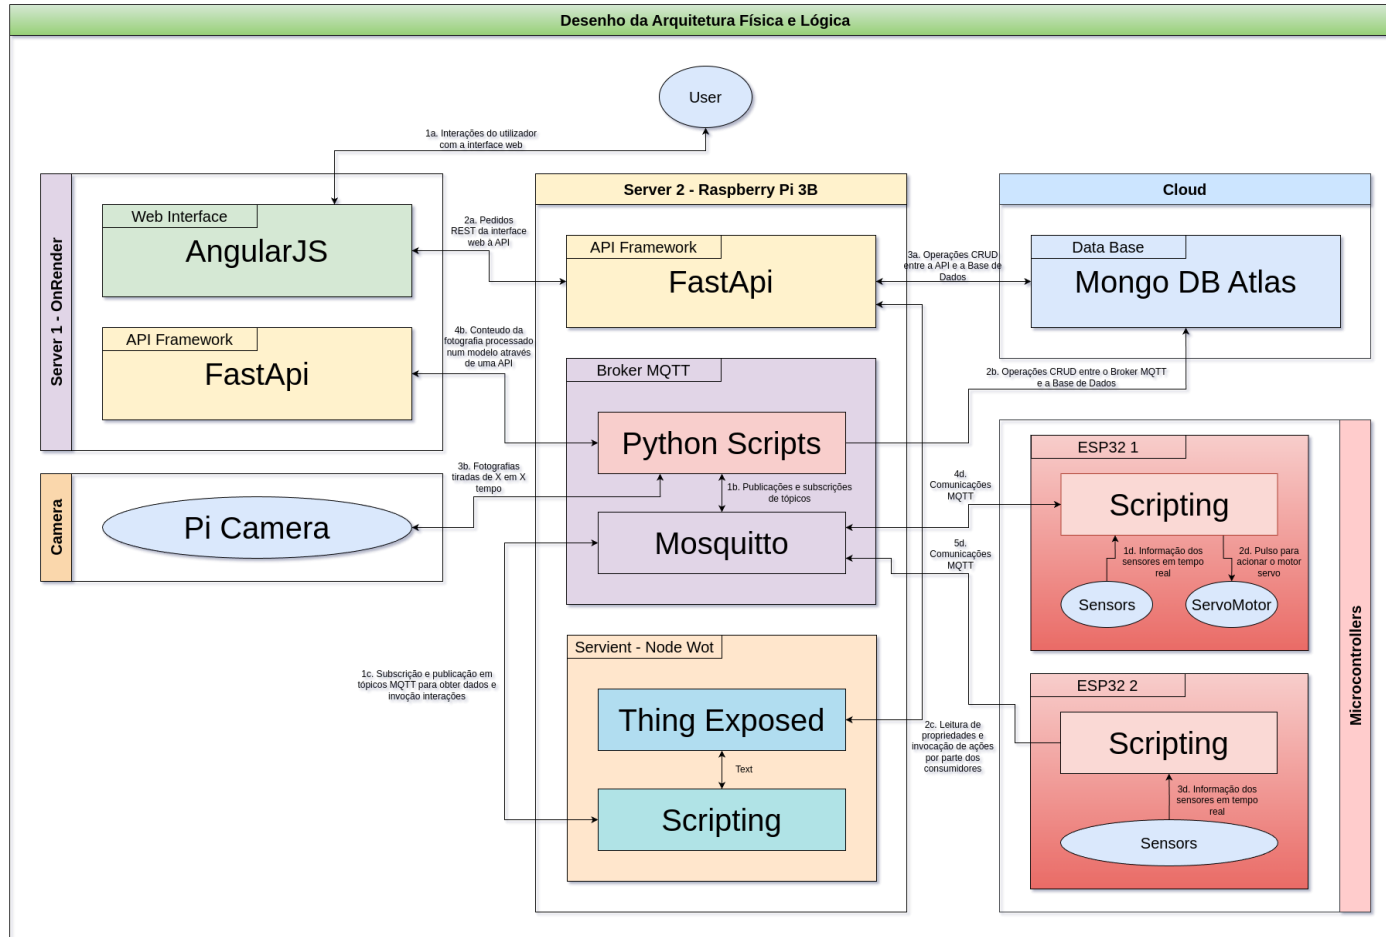 Desenho da Arquitetura Física e Lógica
User
1a. Interações do utilizador
com a interface web
Server 1 - OnRender
Web Interface
AngularJS
API Framework
FastApi
2a. Pedidos
REST da interface
web à API
4b. Conteudo da
fotografia processado
num modelo através
de uma API
Camera
Pi Camera
3b. Fotografias
tiradas de X em X
tempo
Server 2 - Raspberry Pi 3B
API Framework
FastApi
Broker MQTT
Python Scripts
1b. Publicações e subscrições
de tópicos
Mosquitto
1c. Subscrição e publicação em
tópicos MQTT para obter dados e
invoção interações
Servient - Node Wot
Thing Exposed
Text
Scripting
2c. Leitura de
propriedades e
invocação de ações
por parte dos
consumidores
3a. Operações CRUD
entre a API e a Base de
Dados
Cloud
Data Base
Mongo DB Atlas
2b. Operações CRUD entre o Broker MQTT
e a Base de Dados
4d.
Comunicações
MQTT
5d.
Comunicações
MQTT
Microcontrollers
ESP32 1
Scripting
1d. Informação dos
sensores em tempo
real
2d. Pulso para
acionar o motor
servo
Sensors
ServoMotor
ESP32 2
Scripting
3d. Informação dos
sensores em tempo
real
Sensors